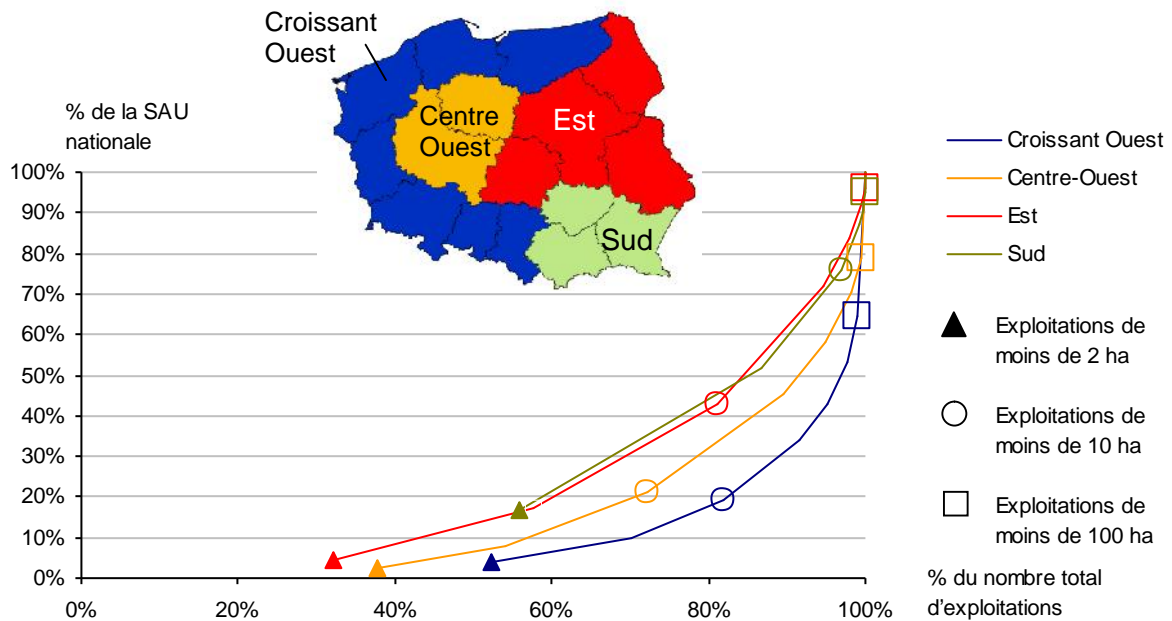 Croissant
Ouest
Centre
Ouest
Est
Sud
% de la SAU
nationale
100%
90%
80%
70%
60%
50%
40%
30%
20%
10%
0%
0%
20%
40%
60%
80%
100%
% du nombre total
d'exploitations
Croissant Ouest
Centre-Ouest
Est
Sud
Exploitations de
moins de 2 ha
Exploitations de
moins de 10 ha
Exploitations de
moins de 100 ha